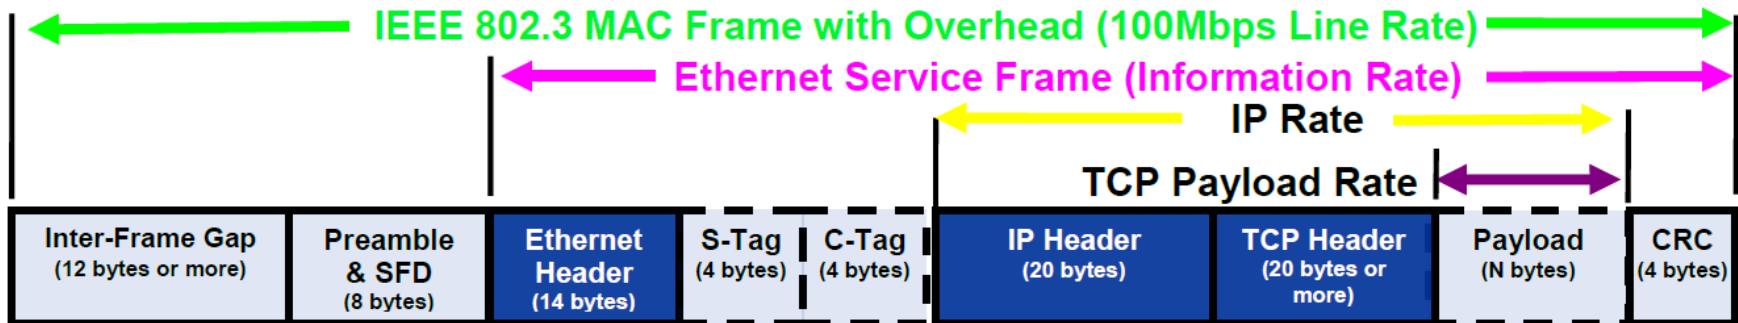 IEEE 802.3 MAC Frame with Overhead (100Mbps Line Rate)
Ethernet Service Frame (Information Rate)
IP Rate
TCP Payload Rate
Inter-Frame Gap
(12 bytes or more)
Preamble
& SFD
(8 bytes)
Ethernet
Header
(14 bytes)
S-Tag
(4 bytes)
C-Tag
(4 bytes)
IP Header
(20 bytes)
TCP Header
(20 bytes or
more)
Payload
(N bytes)
CRC
(4 bytes)